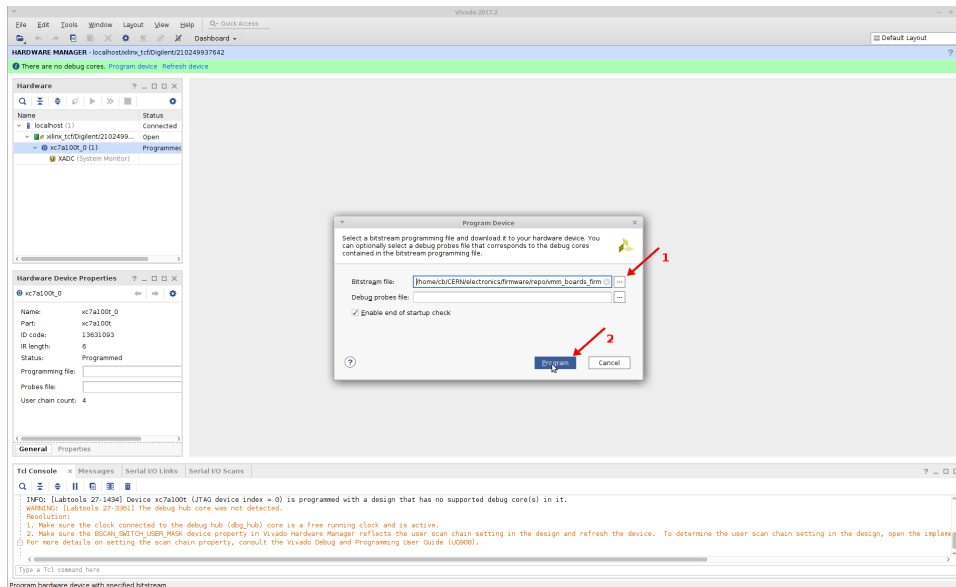 Vivado 2017.2
File Edit Tools Window Layout View Help Quick Access
Dashboard
Default Layout
HARDWARE MANAGER - localhost/xilinx_tcf/Digilent/210249937642
There are no debug cores. Program device Refresh device
Hardware
Name Status
localhost (1) Connected
xilinx_tcf/Digilent/2102499... Open
xc7a100t_0 (1) Programmed
XADC (System Monitor)
Program Device
Select a bitstream programming file and download it to your hardware device. You
can optionally select a debug probes file that corresponds to the debug cores
contained in the bitstream programming file.
1
Bitstream file: /home/cb/CERN/electronics/firmware/repo/vmm_boards_firm ...
Debug probes file: ...
Enable end of startup check
2
? Program Cancel
Hardware Device Properties
xc7a100t_0
Name: xc7a100t_0
Part: xc7a100t
ID code: 13631093
IR length: 6
Status: Programmed
Programming file:
Probes file:
User chain count: 4
General Properties
Tcl Console Messages Serial I/O Links Serial I/O Scans
INFO: [Labtools 27-1434] Device xc7a100t (JTAG device index = 0) is programmed with a design that has no supported debug core(s) in it.
WARNING: [Labtools 27-3361] The debug hub core was not detected.
Resolution:
1. Make sure the clock connected to the debug hub (dbg_hub) core is a free running clock and is active.
2. Make sure the BSCAN_SWITCH_USER_MASK device property in Vivado Hardware Manager reflects the user scan chain setting in the design and refresh the device. To determine the user scan chain setting in the design, open the impleme
For more details on setting the scan chain property, consult the Vivado Debug and Programming User Guide (UG908).
Type a Tcl command here
Program hardware device with specified bitstream